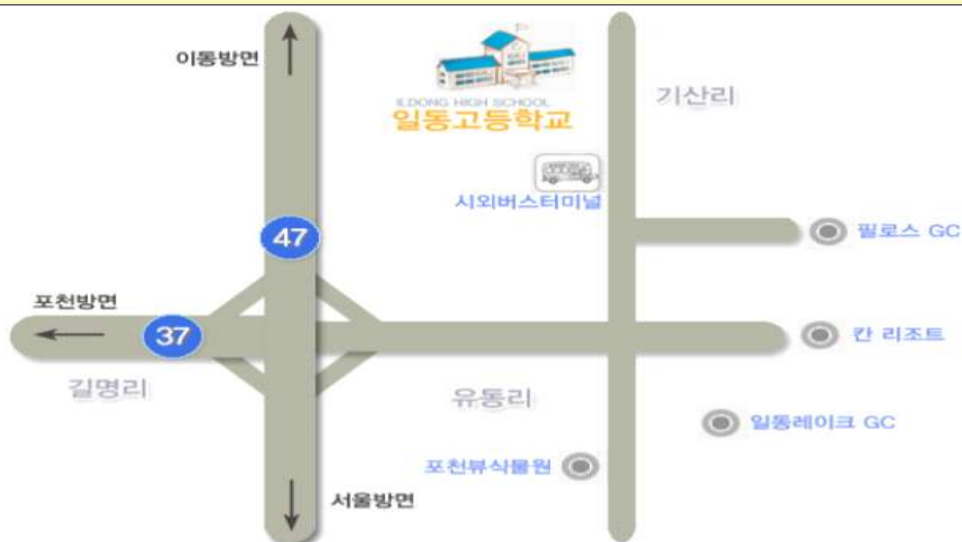 이동방면
ILDONG HIGH SCHOOL
일동고등학교
기산리
시외버스터미널
47
필로스 GC
포천방면
37
칸 리조트
길명리
유동리
일동레이크 GC
포천뷰식물원
서울방면